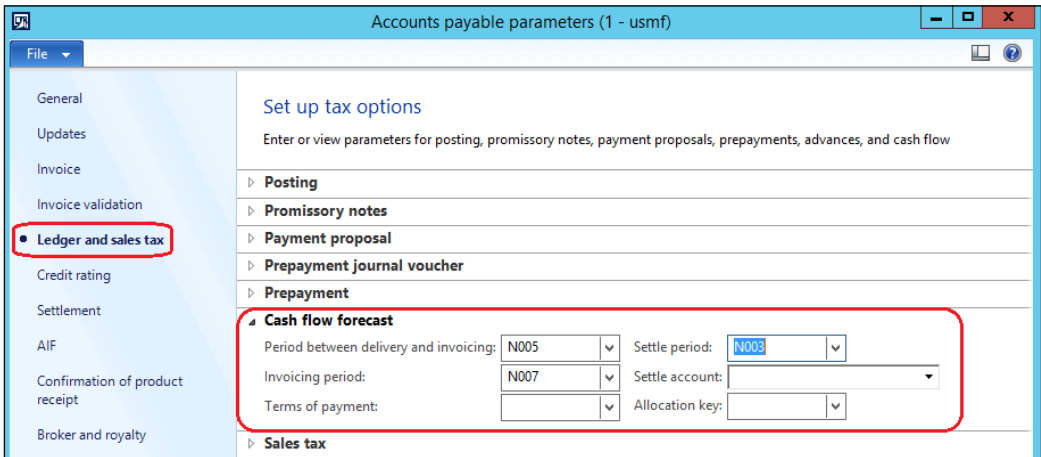 Accounts payable parameters (1 - usmf)
File
General
Updates
Invoice
Invoice validation
Ledger and sales tax
Credit rating
Settlement
AIF
Confirmation of product
receipt
Broker and royalty
Set up tax options
Enter or view parameters for posting, promissory notes, payment proposals, prepayments, advances, and cash flow
Posting
Promissory notes
Payment proposal
Prepayment journal voucher
Prepayment
Cash flow forecast
Period between delivery and invoicing: N005 Settle period: N003
Invoicing period: N007 Settle account:
Terms of payment: Allocation key:
Sales tax